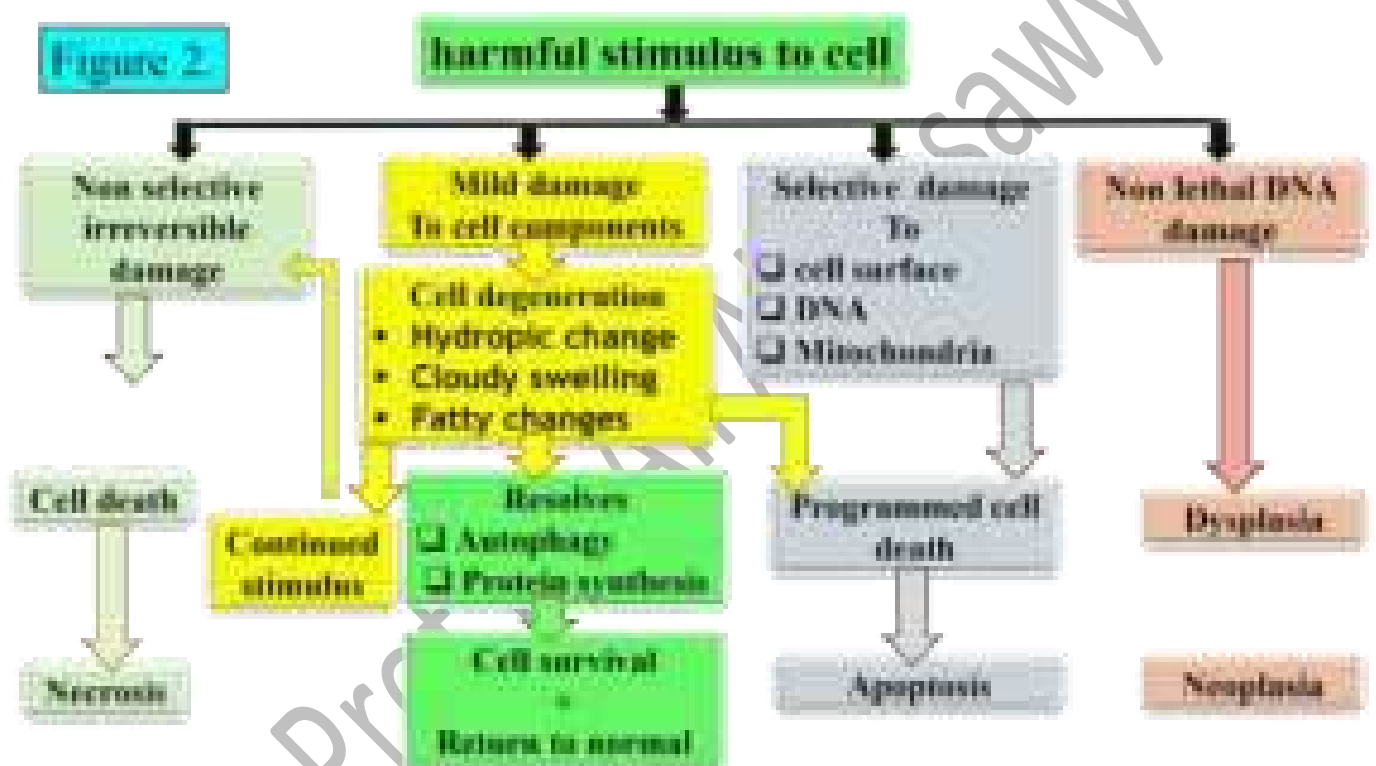 Figure 2
harmful stimulus to cell
Non selective
irreversible
damage
Mild damage
To cell components
Selective damage
To
cell surface
DNA
Mitochondria
Non lethal DNA
damage
Cell degeneration
• Hydropic change
• Cloudy swelling
• Fatty changes
Cell death
Continued
stimulus
Resolves
Autophagy
Protein synthesis
Programmed cell
death
Dysplasia
Necrosis
Cell survival
Return to normal
Apoptosis
Neoplasia